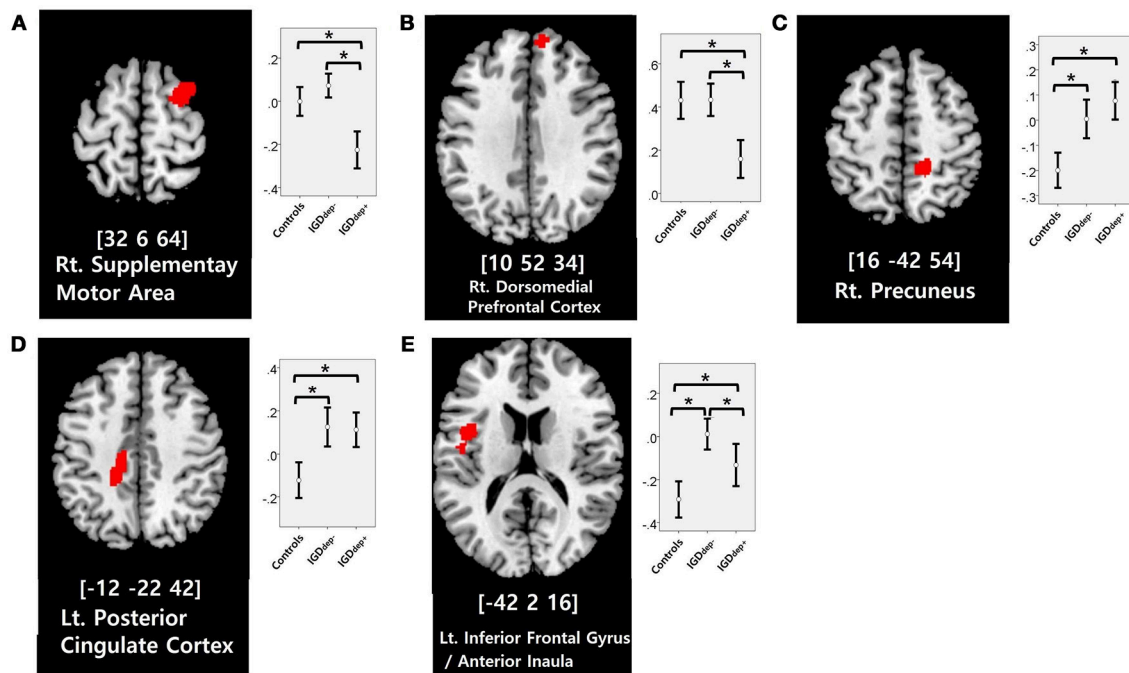 A
.2
.0
-.2
-.4
*
*
Controls
IGDdep-
IGDdep+
[32 6 64]
Rt. Supplementay
Motor Area
B
.6
.4
.2
.0
*
*
Controls
IGDdep-
IGDdep+
[10 52 34]
Rt. Dorsomedial
Prefrontal Cortex
C
.3
.2
.1
.0
-.1
-.2
-.3
*
*
Controls
IGDdep-
IGDdep+
[16 -42 54]
Rt. Precuneus
D
.4
.2
.0
-.2
*
*
Controls
IGDdep-
IGDdep+
[-12 -22 42]
Lt. Posterior
Cingulate Cortex
E
.2
.0
-.2
-.4
*
*
*
Controls
IGDdep-
IGDdep+
[-42 2 16]
Lt. Inferior Frontal Gyrus
/ Anterior Inaula